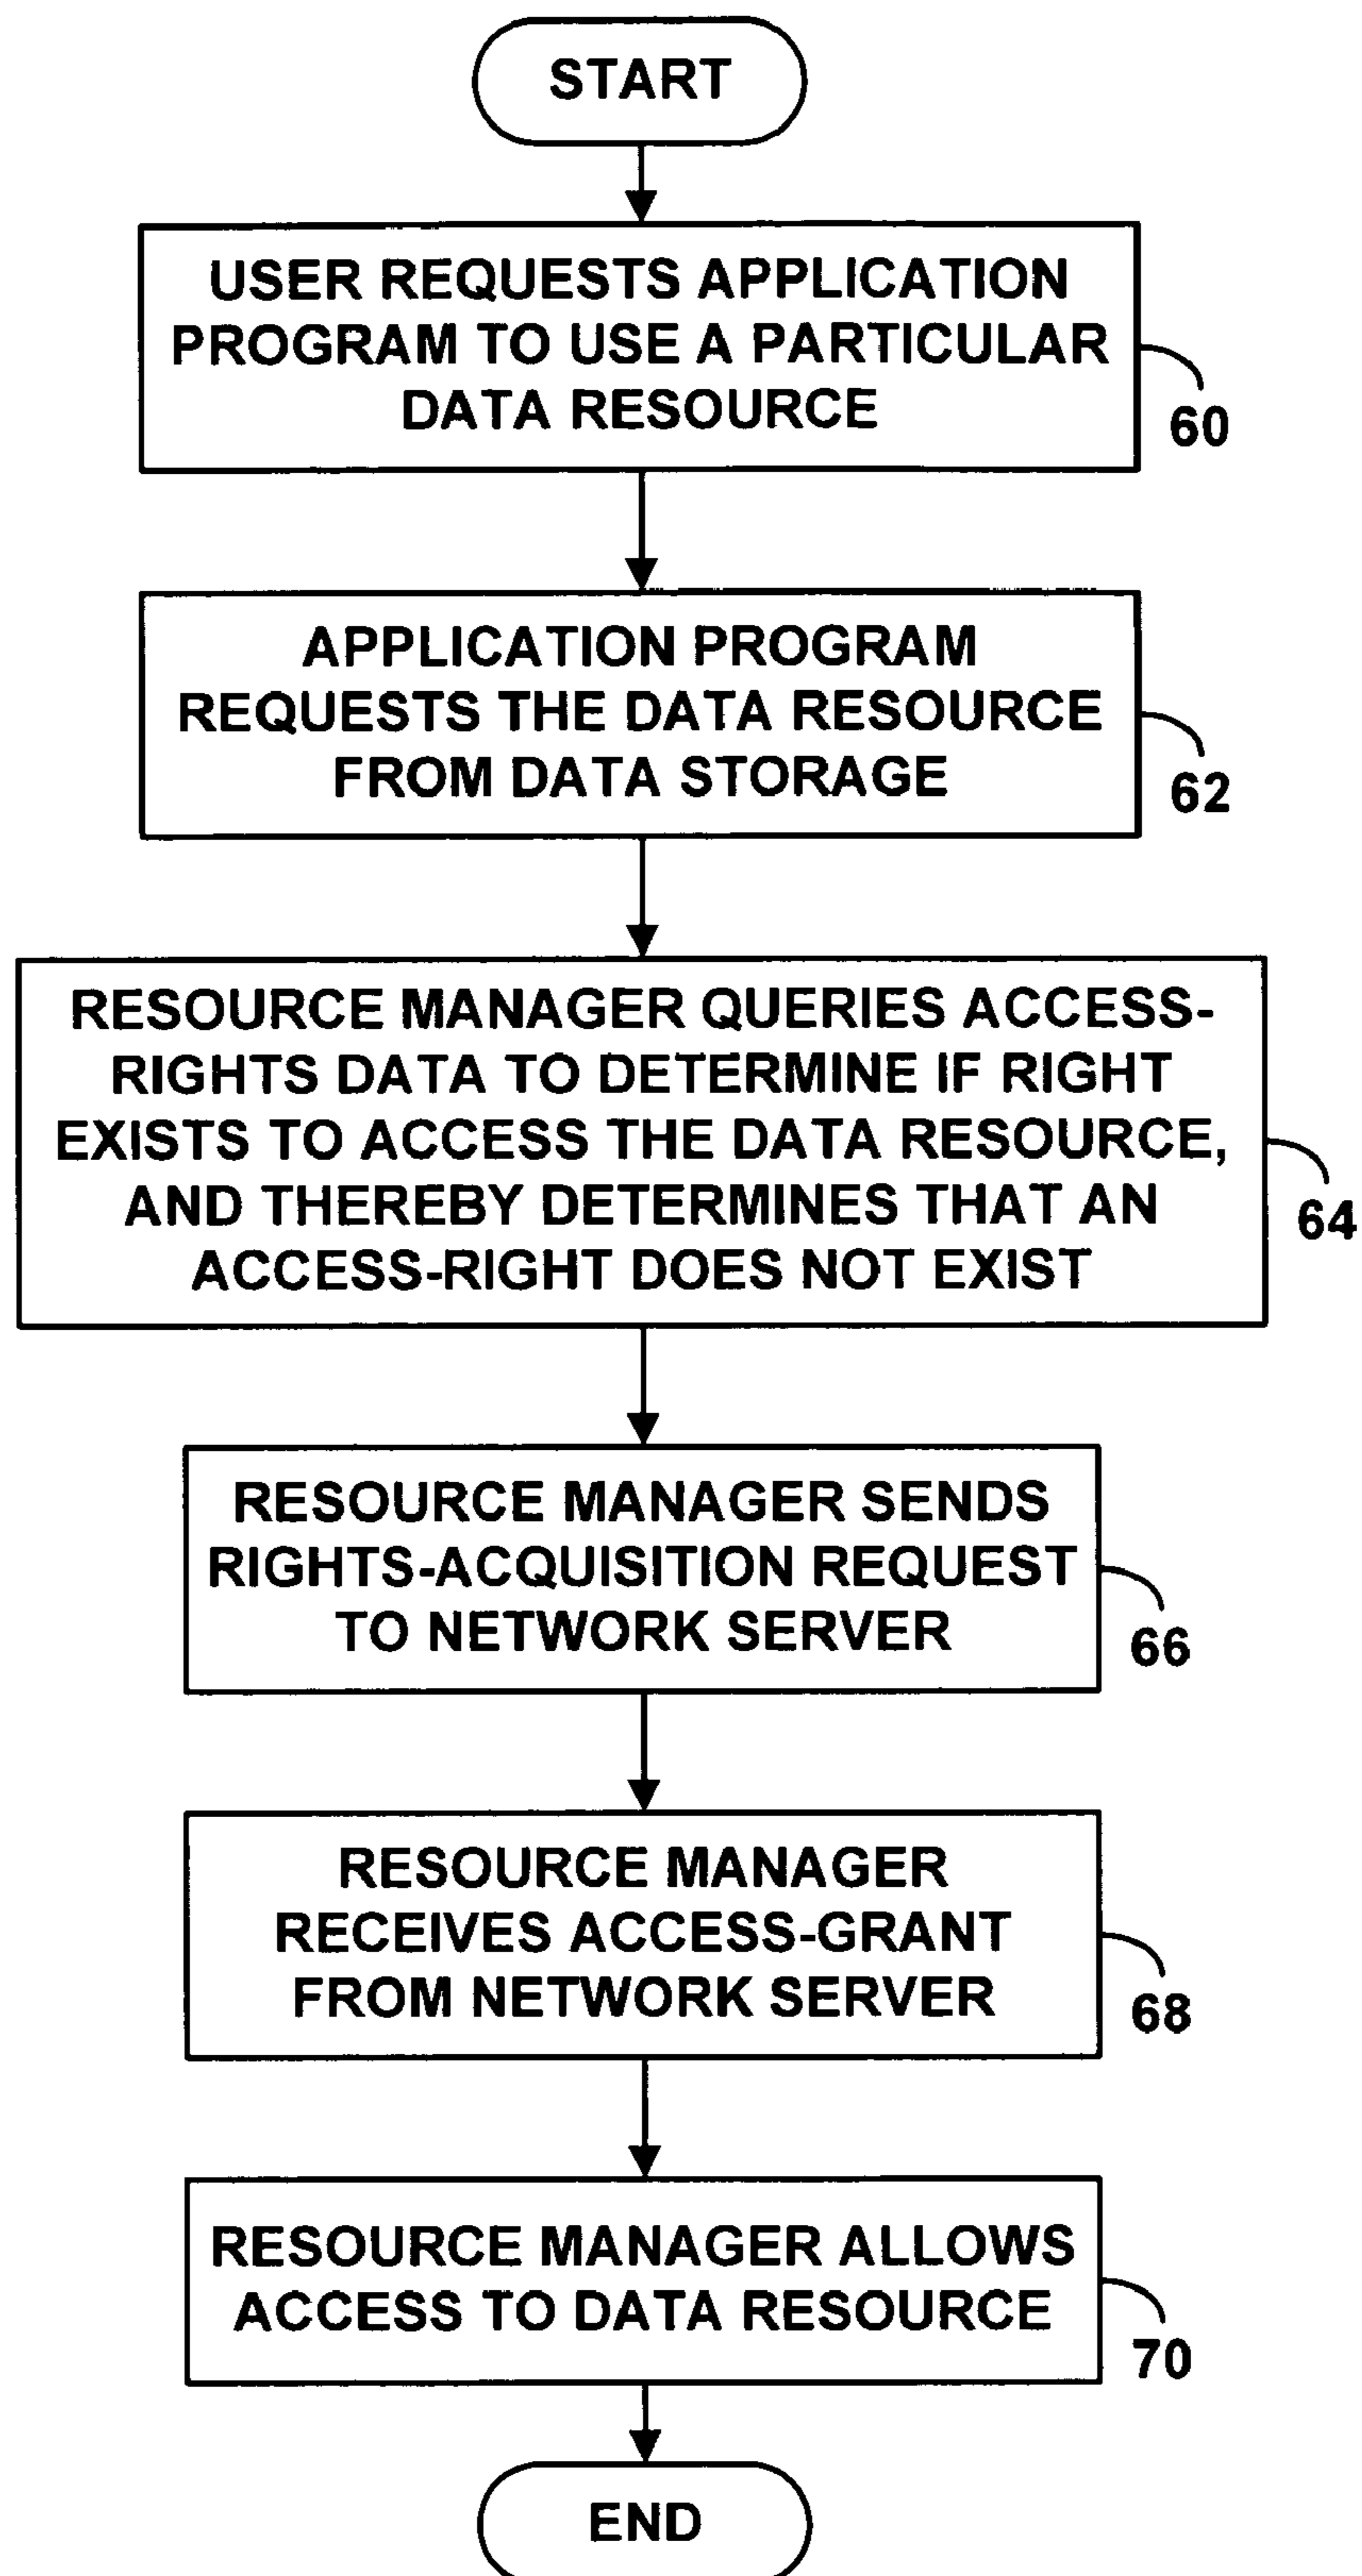 START
USER REQUESTS APPLICATION
PROGRAM TO USE A PARTICULAR
DATA RESOURCE
60
APPLICATION PROGRAM
REQUESTS THE DATA RESOURCE
FROM DATA STORAGE
62
RESOURCE MANAGER QUERIES ACCESS-
RIGHTS DATA TO DETERMINE IF RIGHT
EXISTS TO ACCESS THE DATA RESOURCE,
AND THEREBY DETERMINES THAT AN
ACCESS-RIGHT DOES NOT EXIST
64
RESOURCE MANAGER SENDS
RIGHTS-ACQUISITION REQUEST
TO NETWORK SERVER
66
RESOURCE MANAGER
RECEIVES ACCESS-GRANT
FROM NETWORK SERVER
68
RESOURCE MANAGER ALLOWS
ACCESS TO DATA RESOURCE
70
END